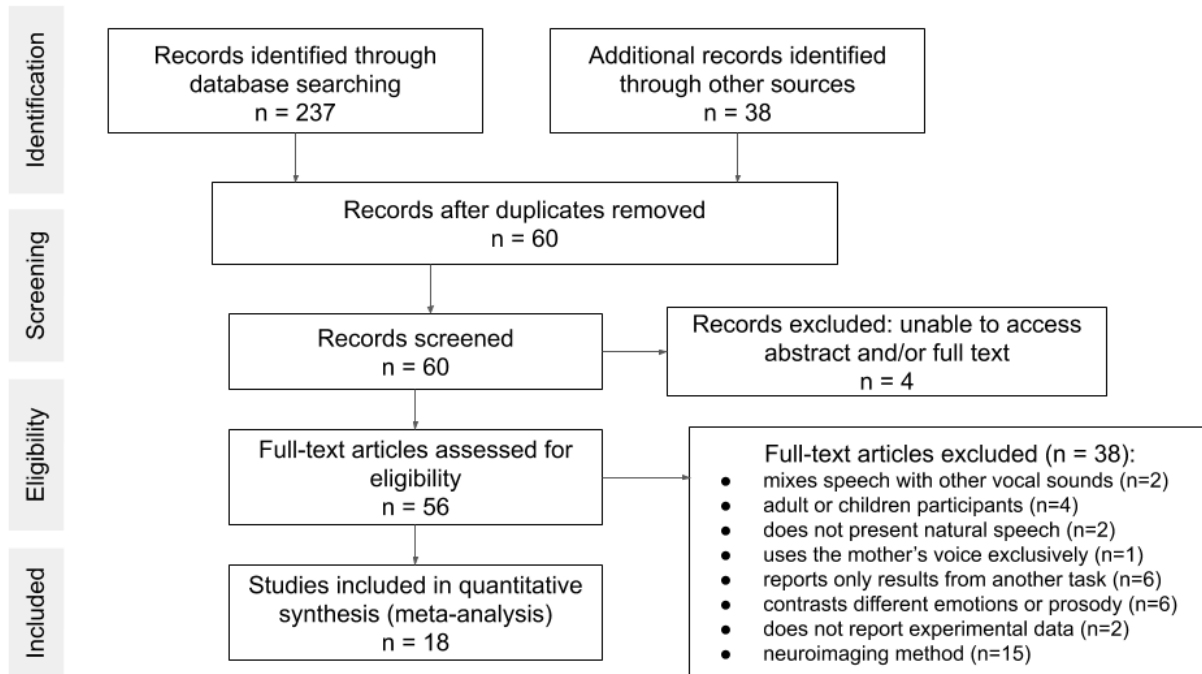 Identification
Records identified through
database searching
n = 237
Additional records identified
through other sources
n = 38
Records after duplicates removed
n = 60
Screening
Records screened
n = 60
Records excluded: unable to access
abstract and/or full text
n = 4
Eligibility
Full-text articles assessed for
eligibility
n = 56
Full-text articles excluded (n = 38):
● mixes speech with other vocal sounds (n=2)
● adult or children participants (n=4)
● does not present natural speech (n=2)
● uses the mother's voice exclusively (n=1)
● reports only results from another task (n=6)
● contrasts different emotions or prosody (n=6)
● does not report experimental data (n=2)
● neuroimaging method (n=15)
Included
Studies included in quantitative
synthesis (meta-analysis)
n = 18